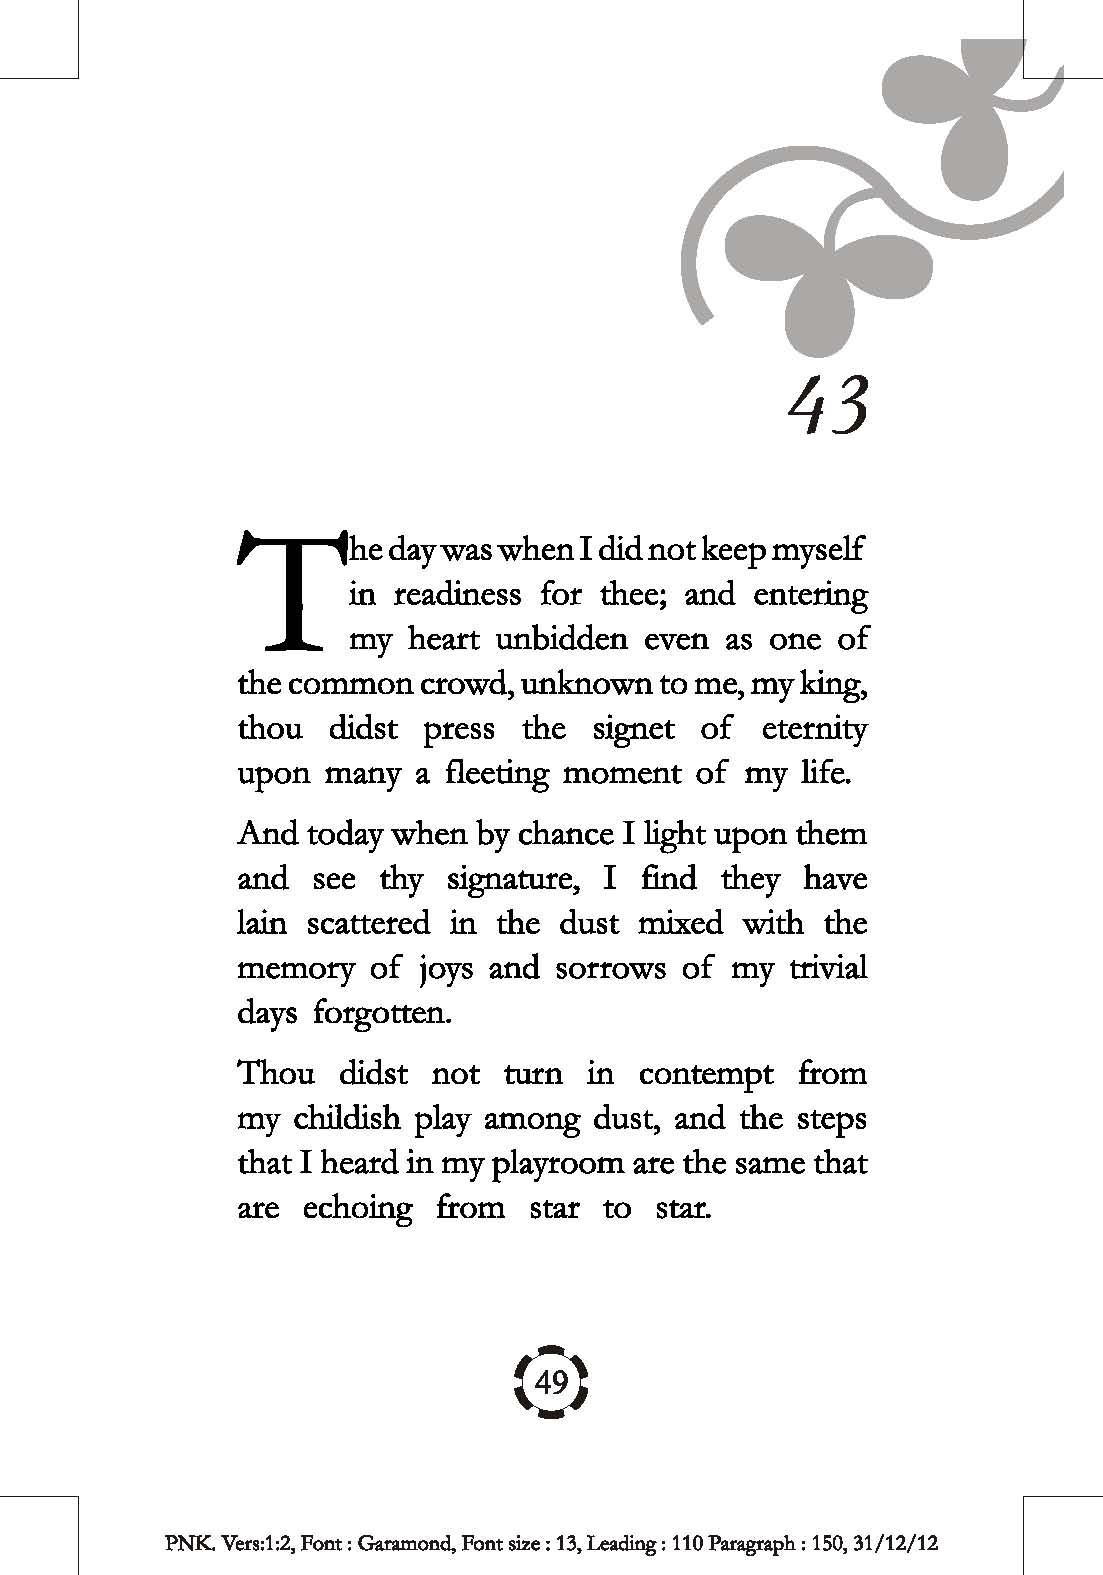 43
The day was when I did not keep myself
in readiness for thee; and entering
my heart unbidden even as one of
the common crowd, unknown to me, my king,
thou didst press the signet of eternity
upon many a fleeting moment of my life.
And today when by chance I light upon them
and see thy signature, I find they have
lain scattered in the dust mixed with the
memory of joys and sorrows of my trivial
days forgotten.
Thou didst not turn in contempt from
my childish play among dust, and the steps
that I heard in my playroom are the same that
are echoing from star to star.
49
PNK. Vers:1:2, Font : Garamond, Font size : 13, Leading : 110 Paragraph : 150, 31/12/12